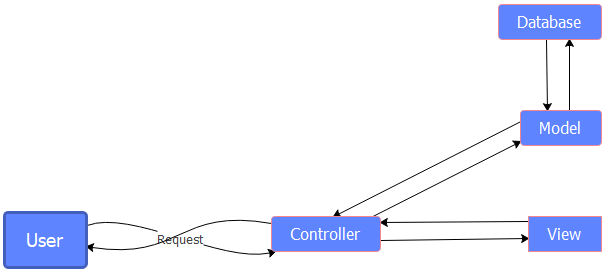 Database
Model
Request
User
Controller
View